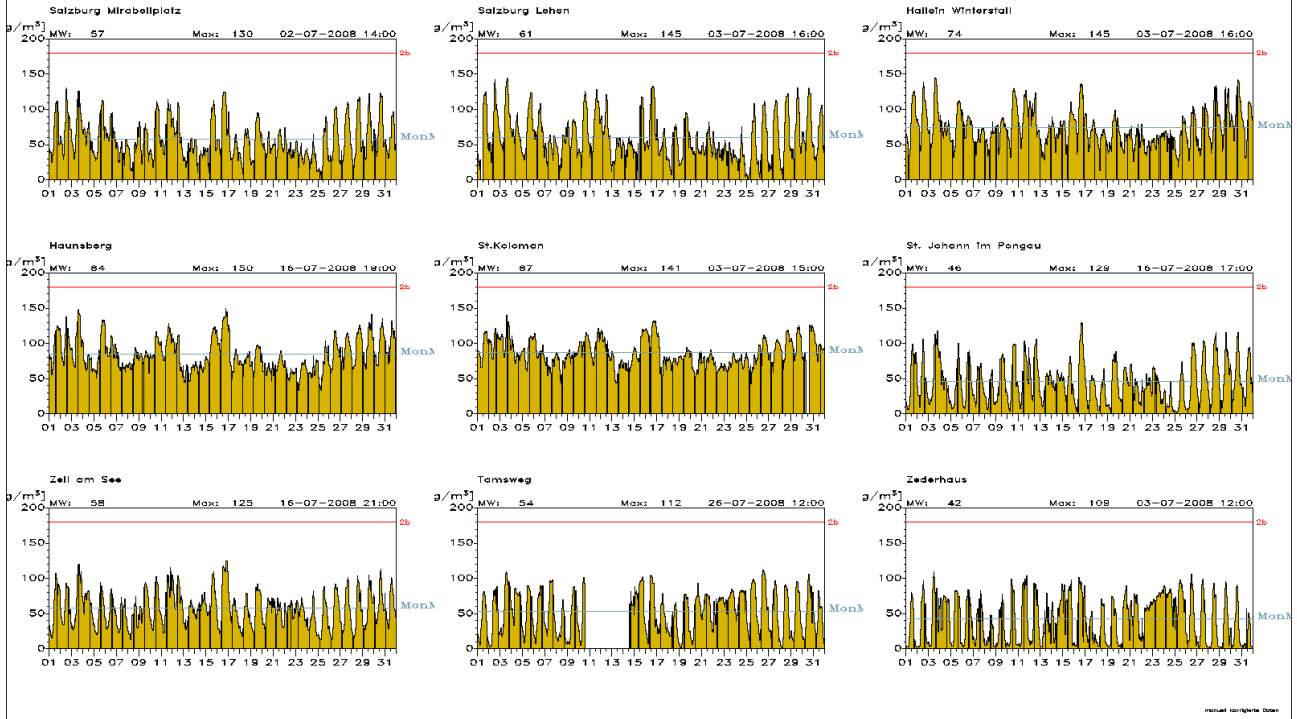 Salzburg Mirabellplatz
g/m³]
MW: 57 Max: 130 02-07-2008 14:00
200
2b
150
100
MonM
50
0
01 03 05 07 09 11 13 15 17 19 21 23 25 27 29 31
Salzburg Lehen
g/m³]
MW: 61 Max: 145 03-07-2008 16:00
200
2b
150
100
MonM
50
0
01 03 05 07 09 11 13 15 17 19 21 23 25 27 29 31
Hallein Winterstall
g/m³]
MW: 74 Max: 145 03-07-2008 16:00
200
2b
150
100
MonM
50
0
01 03 05 07 09 11 13 15 17 19 21 23 25 27 29 31
Haunsberg
g/m³]
MW: 84 Max: 150 16-07-2008 19:00
200
2b
150
100
MonM
50
0
01 03 05 07 09 11 13 15 17 19 21 23 25 27 29 31
St.Koloman
g/m³]
MW: 87 Max: 141 03-07-2008 15:00
200
2b
150
100
MonM
50
0
01 03 05 07 09 11 13 15 17 19 21 23 25 27 29 31
St. Johann im Pongau
g/m³]
MW: 46 Max: 129 16-07-2008 17:00
200
2b
150
100
MonM
50
0
01 03 05 07 09 11 13 15 17 19 21 23 25 27 29 31
Zell am See
g/m³]
MW: 58 Max: 125 16-07-2008 21:00
200
2b
150
100
MonM
50
0
01 03 05 07 09 11 13 15 17 19 21 23 25 27 29 31
Tamsweg
g/m³]
MW: 54 Max: 112 26-07-2008 12:00
200
2b
150
100
MonM
50
0
01 03 05 07 09 11 13 15 17 19 21 23 25 27 29 31
Zederhaus
g/m³]
MW: 42 Max: 109 03-07-2008 12:00
200
2b
150
100
MonM
50
0
01 03 05 07 09 11 13 15 17 19 21 23 25 27 29 31
manuell korrigierte Daten